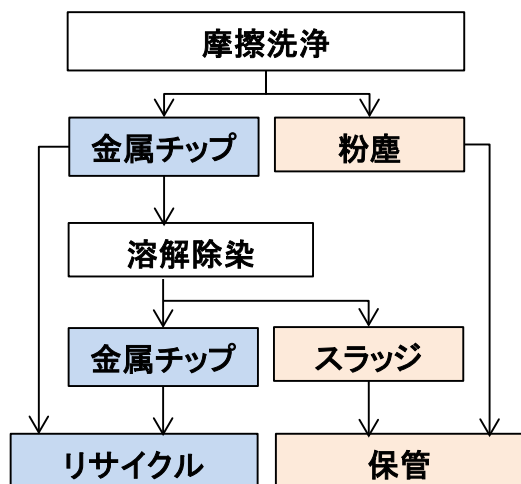 摩擦洗浄
金属チップ
粉塵
溶解除染
金属チップ
スラッジ
リサイクル
保管